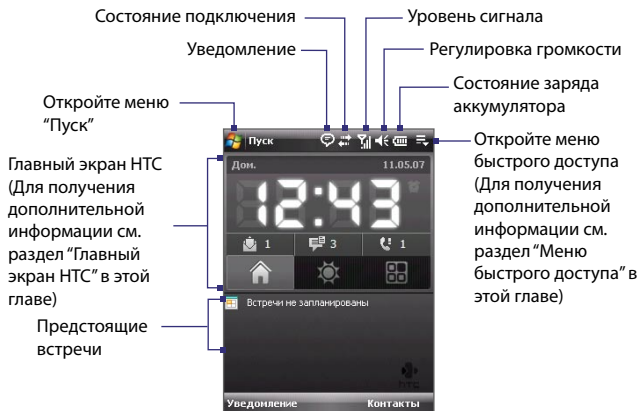 Состояние подключения
Уровень сигнала
Уведомление
Регулировка громкости
Состояние заряда
аккумулятора
Откройте меню
“Пуск”
Откройте меню
быстрого доступа
(Для получения
дополнительной
информации см.
раздел “Меню
быстрого доступа” в
этой главе)
Главный экран HTC
(Для получения
дополнительной
информации см.
раздел “Главный
экран HTC” в этой
главе)
Предстоящие
встречи
Пуск
Дом.
11.05.07
12:43
1
3
1
Встречи не запланированы
hTC
Уведомление
Контакты